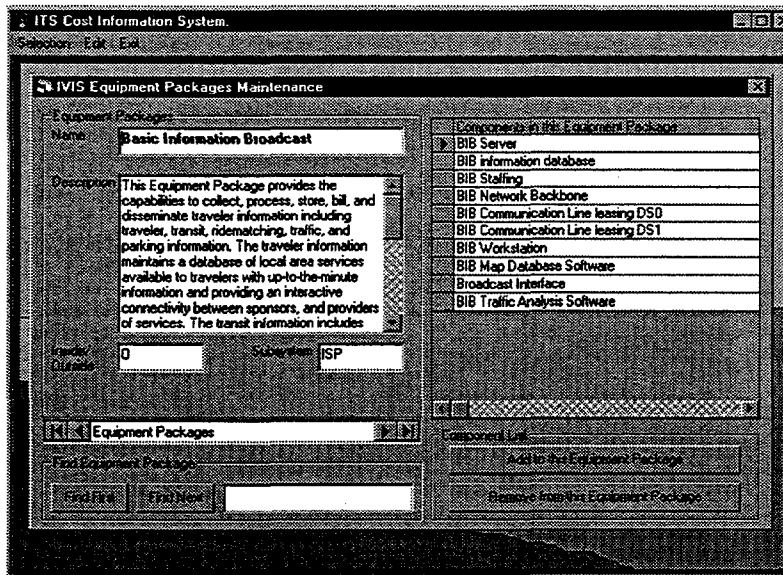 ITS Cost Information System.
Selection Edit Exit
IVIS Equipment Packages Maintenance
Equipment Packages
Name
Basic Information Broadcast
Description
This Equipment Package provides the
capabilities to collect, process, store, bill, and
disseminate traveler information including
traveler, transit, ridematching, traffic, and
parking information. The traveler information
maintains a database of local area services
available to travelers with up-to-the-minute
information and providing an interactive
connectivity between sponsors, and providers
of services. The transit information includes
Inside/
Outside
0
Subsystem
ISP
Equipment Packages
Find Equipment Package
Find First
Find Next
Components in this Equipment Package
BIB Server
BIB information database
BIB Staffing
BIB Network Backbone
BIB Communication Line leasing DS0
BIB Communication Line leasing DS1
BIB Workstation
BIB Map Database Software
Broadcast Interface
BIB Traffic Analysis Software
Component List
Add to this Equipment Package
Remove from this Equipment Package